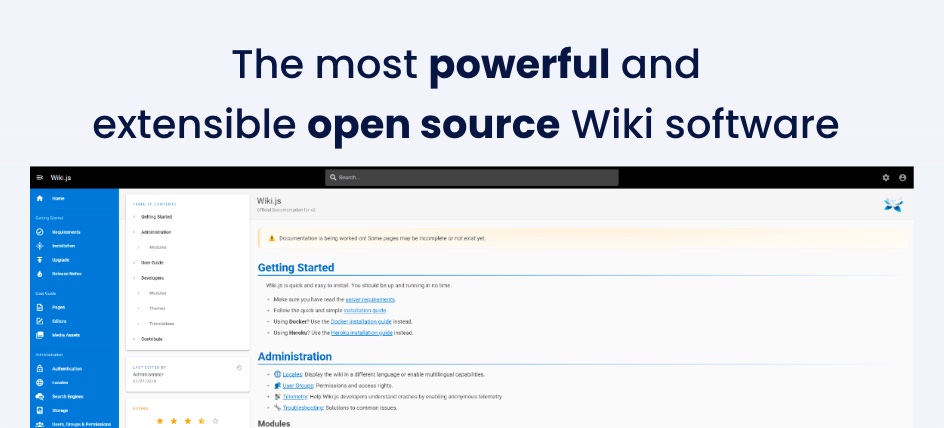 The most powerful and
extensible open source Wiki software
Wiki.js
Search...
Home
Getting Started
Requirements
Installation
Upgrade
Release Notes
User Guide
Pages
Editors
Media Assets
Administration
Authentication
Locales
Search Engines
Storage
Users, Groups & Permissions
TABLE OF CONTENTS
Getting Started
Administration
Modules
User Guide
Developers
Modules
Themes
Translations
Contribute
LAST EDITED BY
Administrator
RATING
Wiki.js
Official Documentation for v2
Documentation is being worked on! Some pages may be incomplete or not exist yet.
Getting Started
Wiki.js is quick and easy to install. You should be up and running in no time.
Make sure you have read the server requirements.
Follow the quick and simple installation guide.
Using Docker? Use the Docker installation guide instead.
Using Heroku? Use the Heroku installation guide instead.
Administration
Locales: Display the wiki in a different language or enable multilingual capabilities.
User Groups: Permissions and access rights.
Telemetry: Help Wiki.js developers understand crashes by enabling anonymous telemetry.
Troubleshooting: Solutions to common issues.
Modules